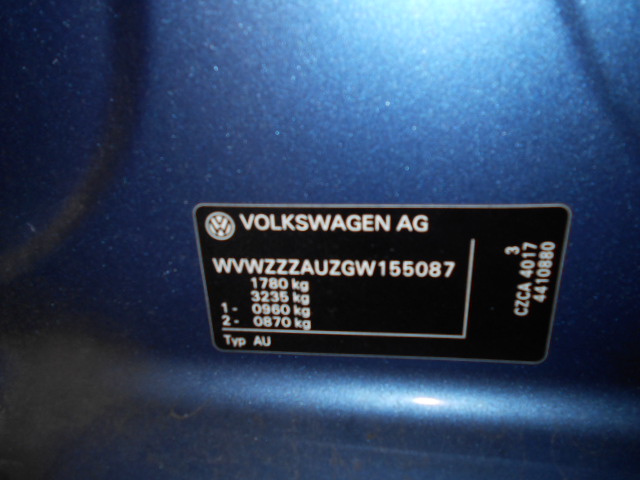 VOLKSWAGEN AG
WVWZZZAUZGW155087
1780 kg
3235 kg
1 - 0960 kg
2 - 0870 kg
Typ AU
3
CZCA 4017
4410880